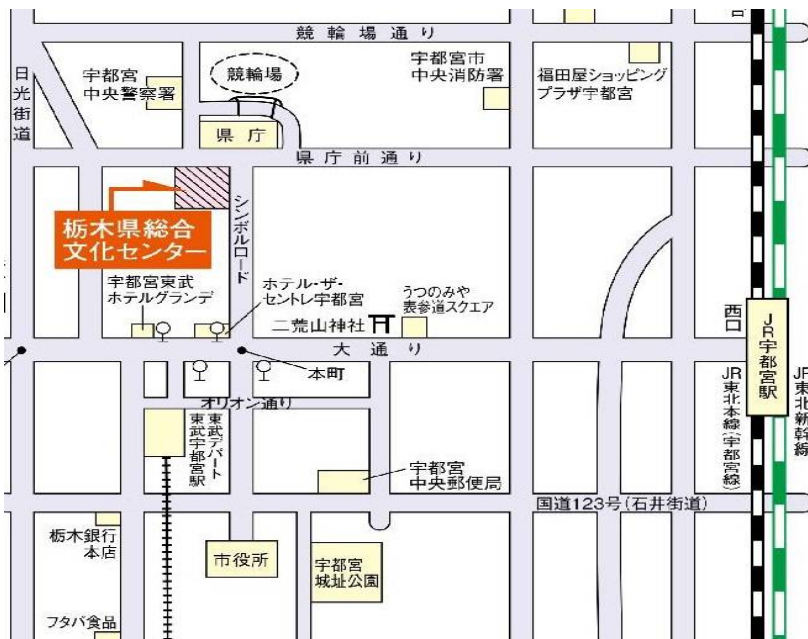 競輪場通り
日光街道
宇都宮
中央警察署
競輪場
宇都宮市
中央消防署
福田屋ショッピング
プラザ宇都宮
県庁
県庁前通り
シンボルロード
栃木県総合
文化センター
宇都宮東武
ホテルグランデ
ホテル・ザ・
セントレ宇都宮
うつのみや
表参道スクエア
二荒山神社
大通り
西口
JR宇都宮駅
本町
オリオン通り
東武デパート
東武宇都宮駅
JR東北本線(宇都宮線)
JR東北新幹線
宇都宮
中央郵便局
国道123号(石井街道)
栃木銀行
本店
市役所
宇都宮
城址公園
フタバ食品